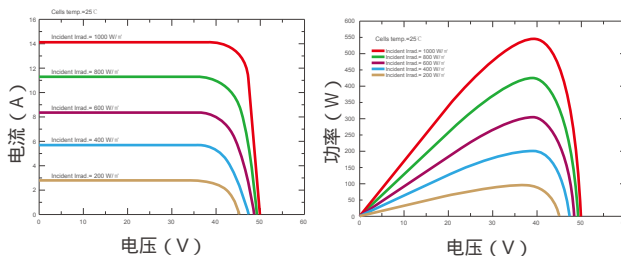 Cells temp.=25℃
Incident Irrad.= 1000 W/㎡
Incident Irrad.= 800 W/㎡
Incident Irrad.= 600 W/㎡
Incident Irrad.= 400 W/㎡
Incident Irrad.= 200 W/㎡
16
14
12
10
8
6
4
2
0
0 10 20 30 40 50 60
电流（A）
电压（V）
Cells temp.=25℃
Incident Irrad.= 1000 W/㎡
Incident Irrad.= 800 W/㎡
Incident Irrad.= 600 W/㎡
Incident Irrad.= 400 W/㎡
Incident Irrad.= 200 W/㎡
600
550
500
450
400
350
300
250
200
150
100
50
0
0 10 20 30 40 50
功率（W）
电压（V）